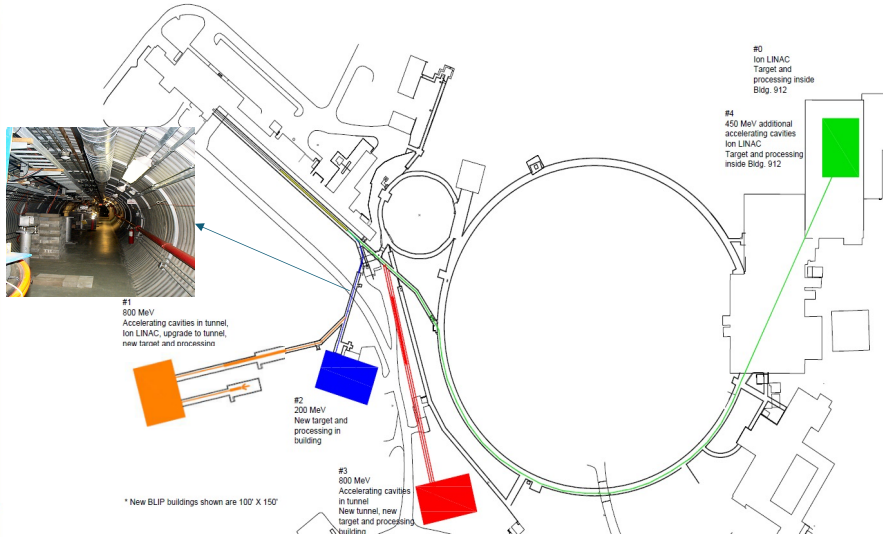 #0
Ion LINAC
Target and
processing inside
Bldg. 912
#4
450 MeV additional
accelerating cavities
Ion LINAC
Target and processing
inside Bldg. 912
#1
800 MeV
Accelerating cavities in tunnel,
Ion LINAC, upgrade to tunnel,
new target and processing
#2
200 MeV
New target and
processing in
building
#3
800 MeV
Accelerating cavities
in tunnel
New tunnel, new
target and processing
building
* New BLIP buildings shown are 100' X 150'